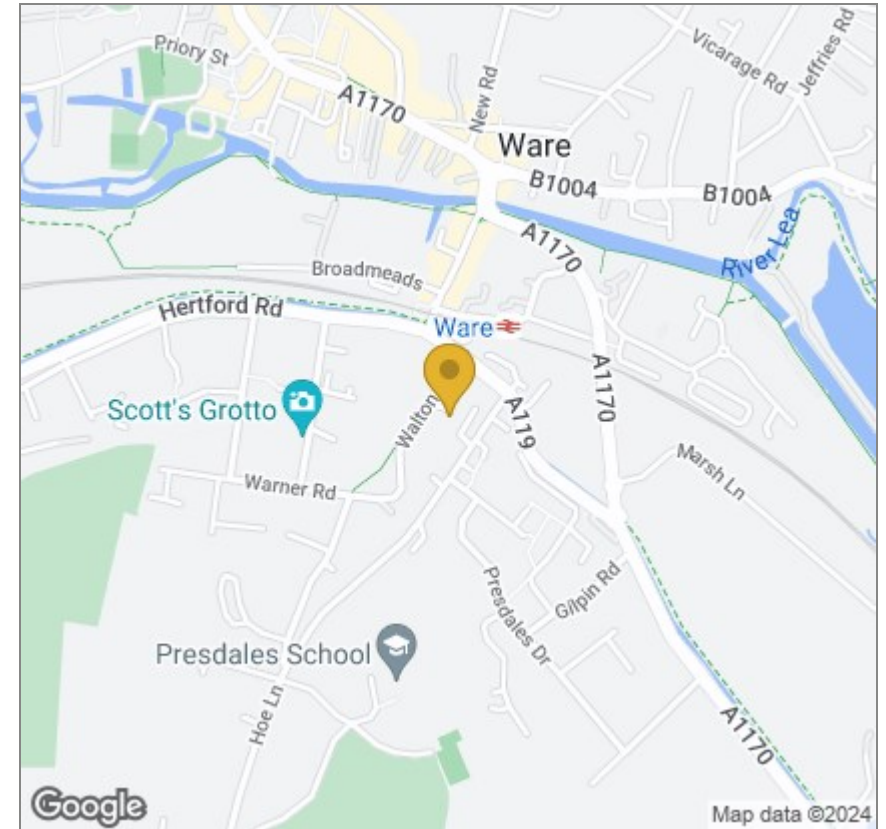 Priory St
A1170
New Rd
Vicarage Rd
Jeffries Rd
Ware
B1004
B1004
A1170
River Lea
Broadmeads
Hertford Rd
Ware
Scott's Grotto
Walton
A119
A1170
Warner Rd
Marsh Ln
Presdales Dr
Gilpin Rd
Presdales School
Hoe Ln
A1170
Google
Map data ©2024